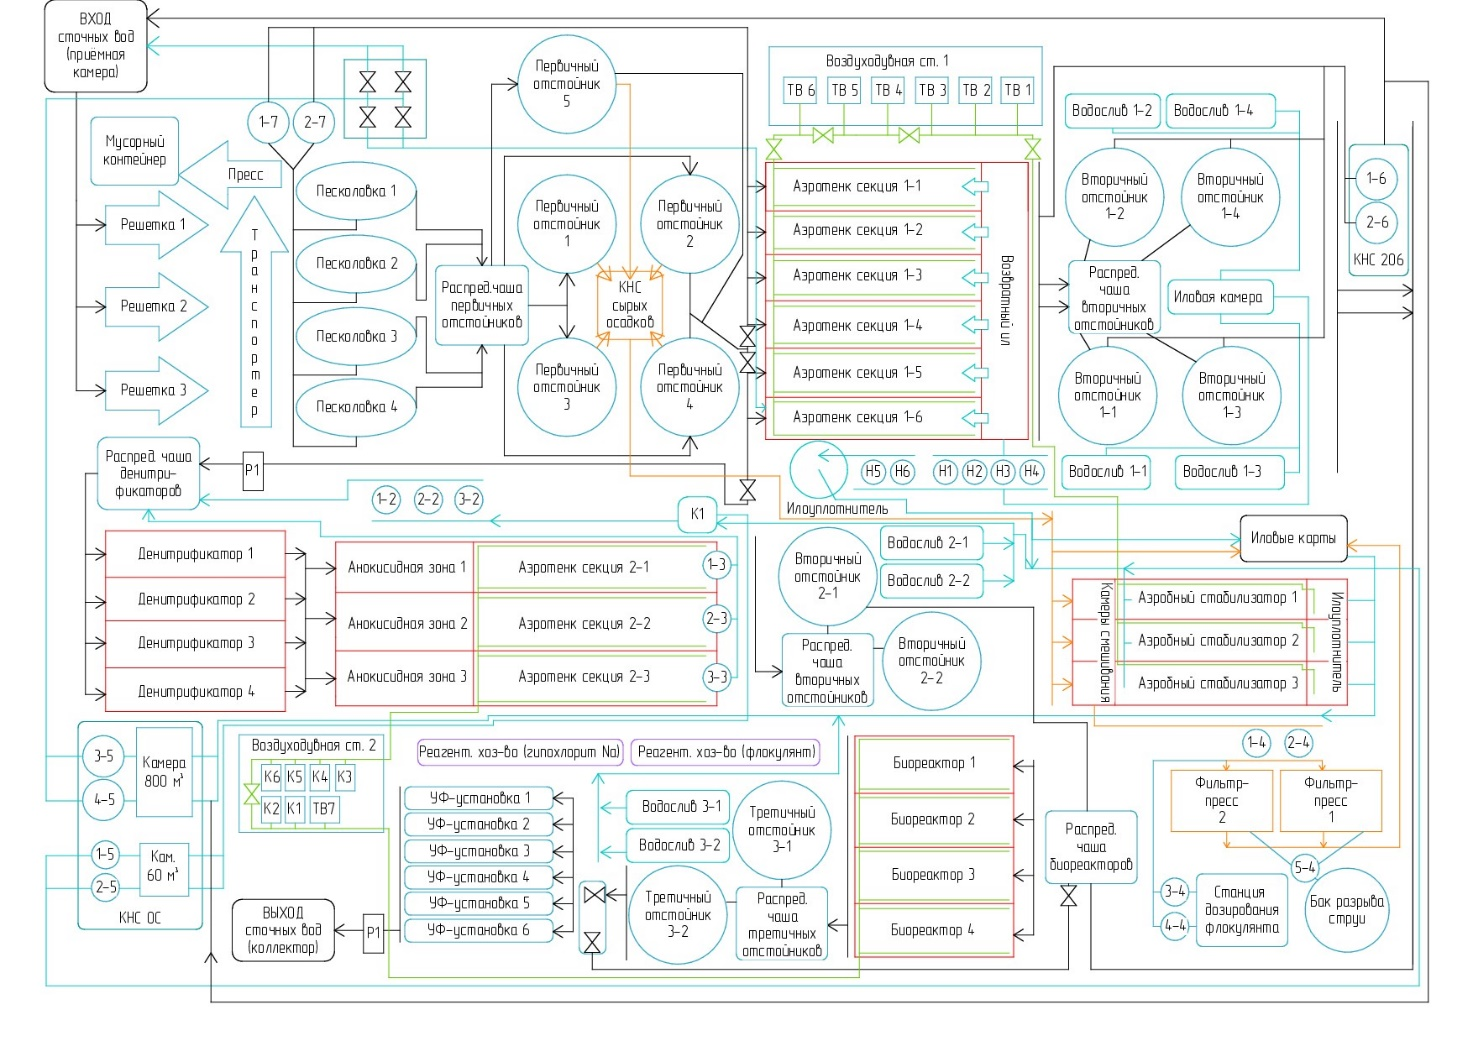 ВХОД
сточных вод
(приёмная
камера)
Мусорный
контейнер
Пресс
Решетка 1
Решетка 2
Решетка 3
Транспортер
1-7
2-7
Песколовка 1
Песколовка 2
Песколовка 3
Песколовка 4
Распред.чаша
первичных
отстойников
Первичный
отстойник
5
Первичный
отстойник
1
Первичный
отстойник
2
КНС
сырых
осадков
Первичный
отстойник
3
Первичный
отстойник
4
Воздуходувная ст. 1
ТВ 6
ТВ 5
ТВ 4
ТВ 3
ТВ 2
ТВ 1
Аэротенк секция 1-1
Аэротенк секция 1-2
Аэротенк секция 1-3
Аэротенк секция 1-4
Аэротенк секция 1-5
Аэротенк секция 1-6
Возвратный ил
Водослив 1-2
Водослив 1-4
Вторичный
отстойник
1-2
Вторичный
отстойник
1-4
Распред.
чаша
вторичных
отстойников
Иловая камера
Вторичный
отстойник
1-1
Вторичный
отстойник
1-3
Водослив 1-1
Водослив 1-3
1-6
2-6
КНС 206
Н5
Н6
Н1
Н2
Н3
Н4
Илоуплотнитель
Распред. чаша
денитри-
фикаторов
Р1
1-2
2-2
3-2
К1
Денитрификатор 1
Денитрификатор 2
Денитрификатор 3
Денитрификатор 4
Анокисидная зона 1
Анокисидная зона 2
Анокисидная зона 3
Аэротенк секция 2-1
Аэротенк секция 2-2
Аэротенк секция 2-3
1-3
2-3
3-3
Вторичный
отстойник
2-1
Водослив 2-1
Водослив 2-2
Распред.
чаша
вторичных
отстойников
Вторичный
отстойник
2-2
Иловые карты
Камеры смешивания
Аэробный стабилизатор 1
Аэробный стабилизатор 2
Аэробный стабилизатор 3
Илоуплотнитель
3-5
4-5
Камера
800 м³
1-5
2-5
Кам.
60 м³
КНС ОС
Воздуходувная ст. 2
К6
К5
К4
К3
К2
К1
ТВ7
Реагент. хоз-во (гипохлорит Na)
Реагент. хоз-во (флокулянт)
УФ-установка 1
УФ-установка 2
УФ-установка 3
УФ-установка 4
УФ-установка 5
УФ-установка 6
ВЫХОД
сточных вод
(коллектор)
Р1
Водослив 3-1
Водослив 3-2
Третичный
отстойник
3-1
Третичный
отстойник
3-2
Распред.
чаша
третичных
отстойников
Биореактор 1
Биореактор 2
Биореактор 3
Биореактор 4
Распред.
чаша
биореакторов
1-4
2-4
Фильтр-
пресс
2
Фильтр-
пресс
1
5-4
3-4
4-4
Станция
дозирования
флокулянта
Бак разрыва
струи